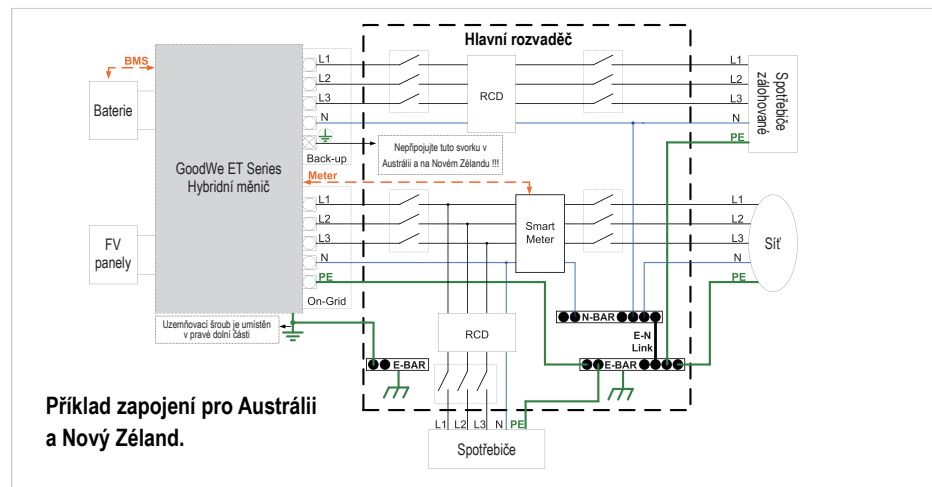 Hlavní rozvaděč
BMS
Baterie
GoodWe ET Series
Hybridní měnič
FV
panely
L1
L2
L3
N
Back-up
RCD
L1
L2
L3
N
PE
Spotřebiče
zálohované
Nepřipojujte tuto svorku v
Austrálii a na Novém Zélandu !!!
Meter
L1
L2
L3
N
PE
On-Grid
Smart
Meter
L1
L2
L3
N
PE
Síť
Uzemňovací šroub je umístěn
v pravé dolní části
RCD
N-BAR
E-N
Link
E-BAR
E-BAR
L1 L2 L3 N PE
Spotřebiče
Příklad zapojení pro Austrálii
a Nový Zéland.